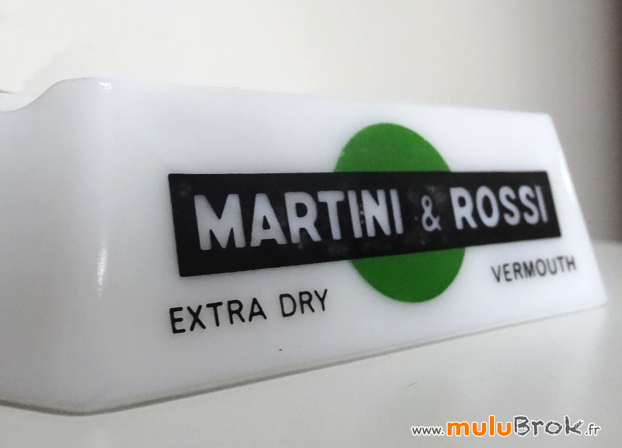 MARTINI & ROSSI
EXTRA DRY VERMOUTH
www.muluBrok.fr